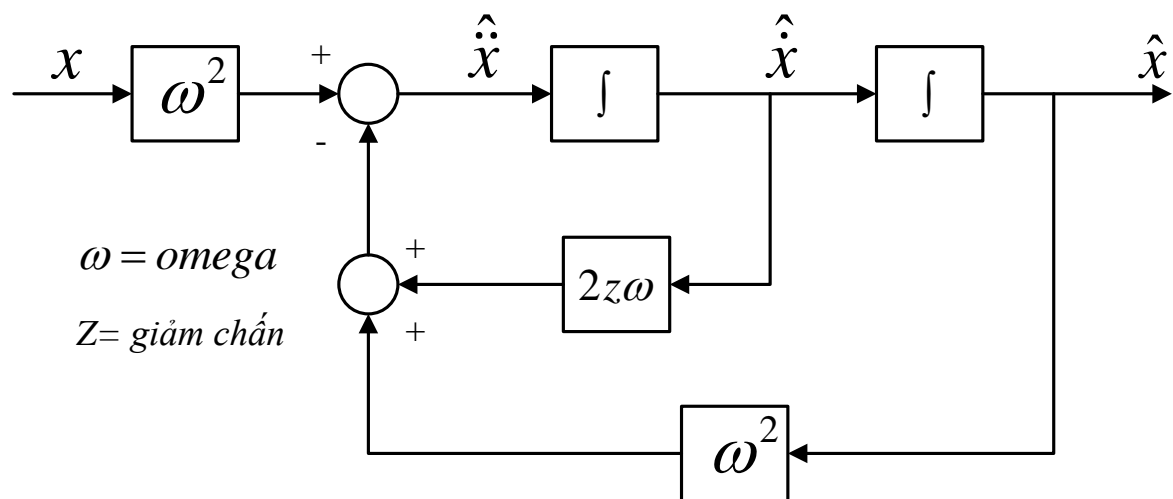 x
ω²
+
-
x̂̈
∫
x̂̇
∫
x̂
ω = omega
Z= giảm chấn
+
+
2zω
ω²